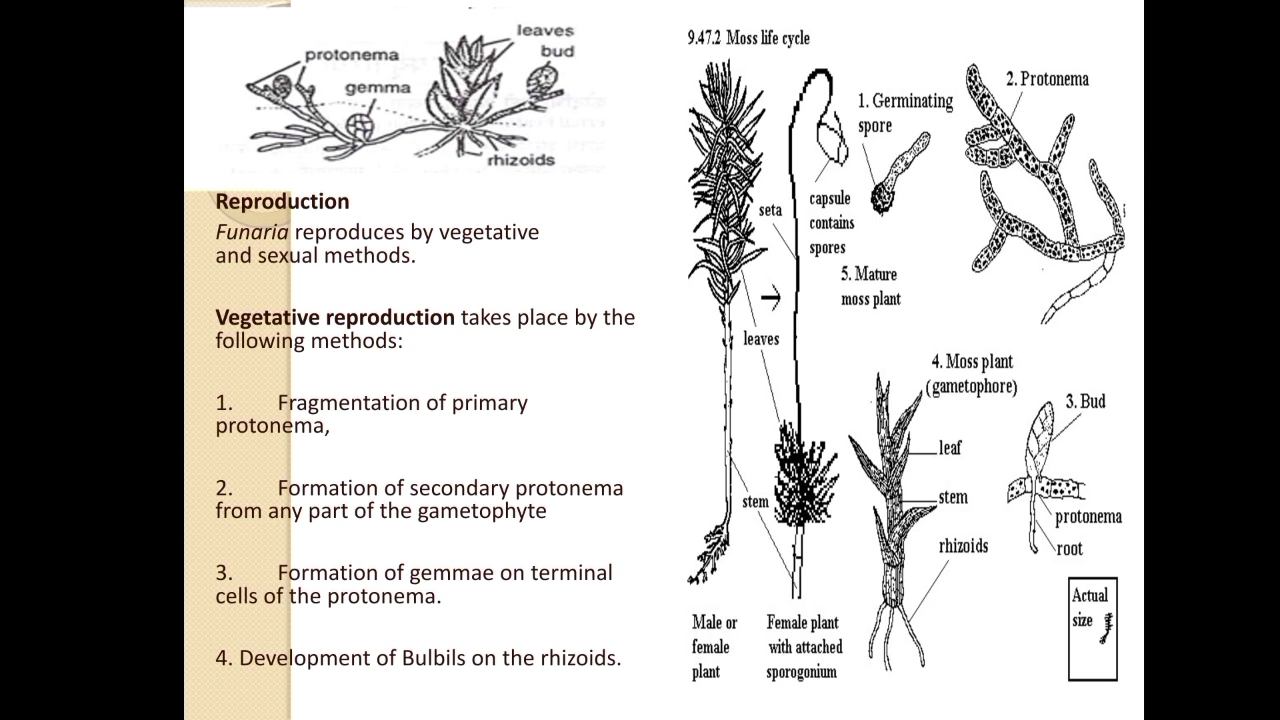 protonema
leaves
bud
gemma
rhizoids
Reproduction
Funaria reproduces by vegetative
and sexual methods.
Vegetative reproduction takes place by the
following methods:
1. Fragmentation of primary
protonema,
2. Formation of secondary protonema
from any part of the gametophyte
3. Formation of gemmae on terminal
cells of the protonema.
4. Development of Bulbils on the rhizoids.
9.47.2 Moss life cycle
1. Germinating
spore
2. Protonema
seta
capsule
contains
spores
5. Mature
moss plant
leaves
4. Moss plant
(gametophore)
3. Bud
leaf
stem
stem
protonema
rhizoids
root
Actual
size
Male or
female
plant
Female plant
with attached
sporogonium